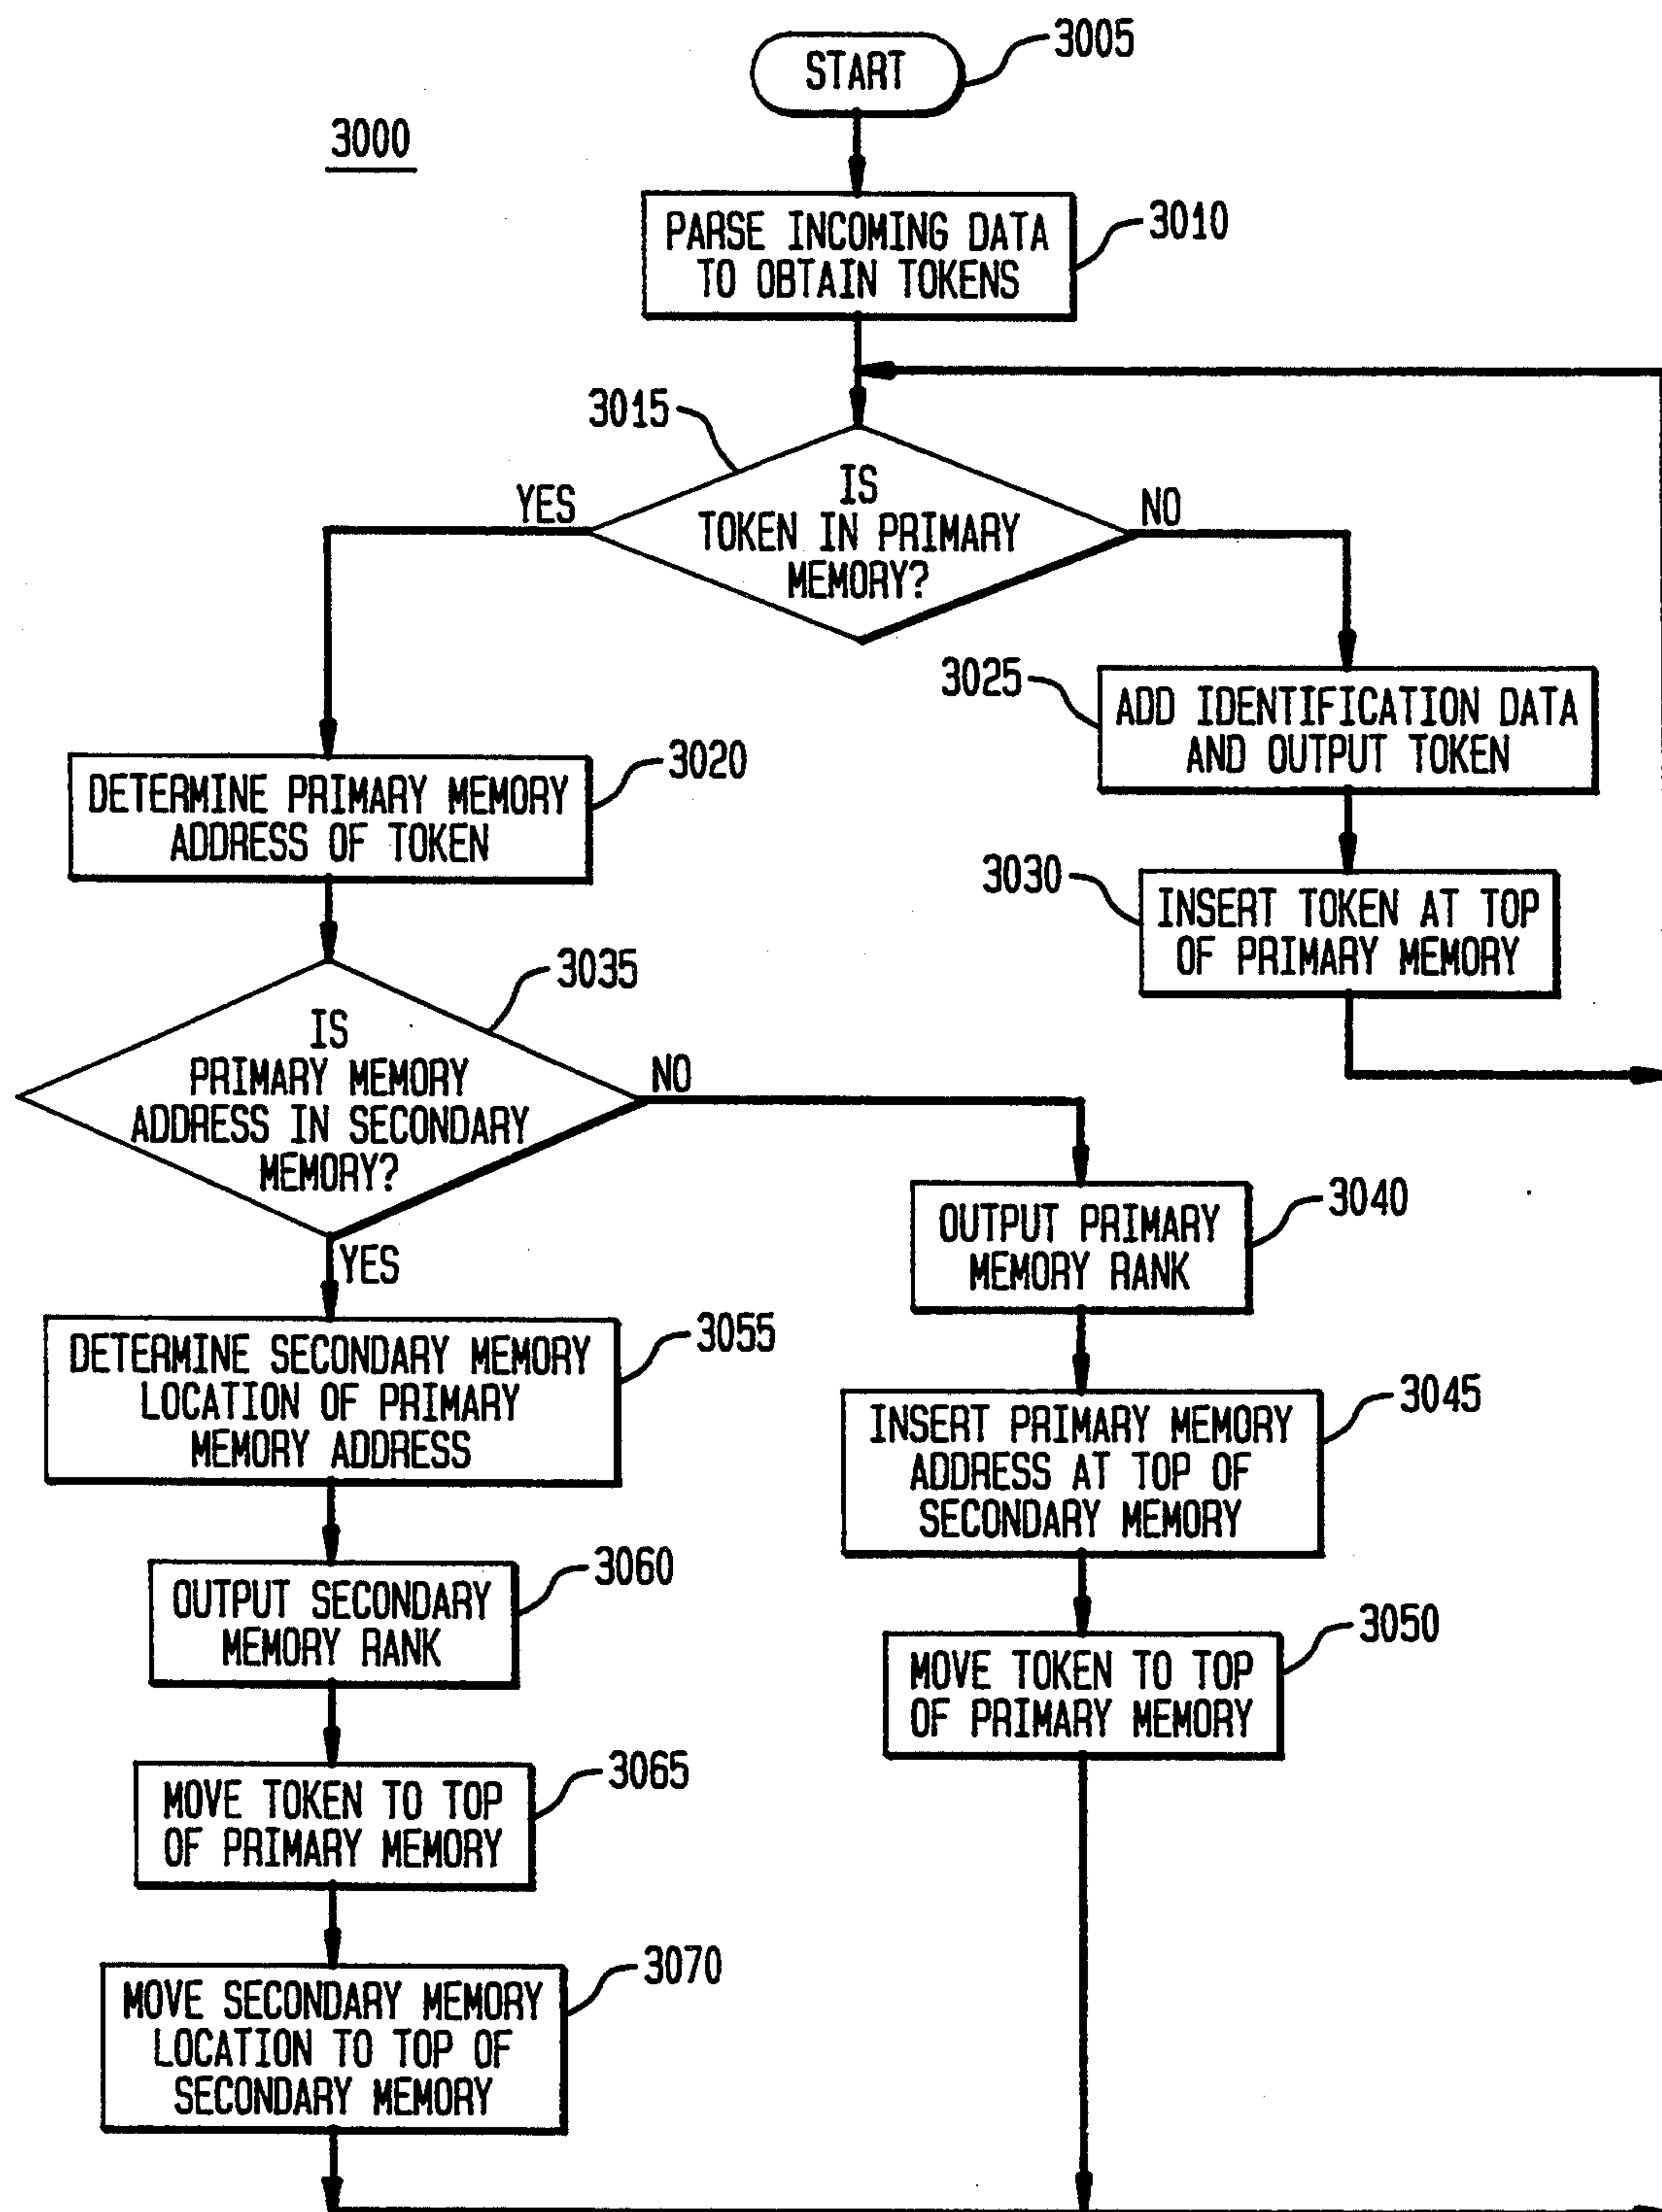 3005
START
3000
3010
PARSE INCOMING DATA
TO OBTAIN TOKENS
3015
YES
NO
IS
TOKEN IN PRIMARY
MEMORY?
3025
ADD IDENTIFICATION DATA
AND OUTPUT TOKEN
3020
DETERMINE PRIMARY MEMORY
ADDRESS OF TOKEN
3030
INSERT TOKEN AT TOP
OF PRIMARY MEMORY
3035
IS
PRIMARY MEMORY
ADDRESS IN SECONDARY
MEMORY?
NO
YES
3040
OUTPUT PRIMARY
MEMORY RANK
3055
DETERMINE SECONDARY MEMORY
LOCATION OF PRIMARY
MEMORY ADDRESS
3045
INSERT PRIMARY MEMORY
ADDRESS AT TOP OF
SECONDARY MEMORY
3060
OUTPUT SECONDARY
MEMORY RANK
3050
MOVE TOKEN TO TOP
OF PRIMARY MEMORY
3065
MOVE TOKEN TO TOP
OF PRIMARY MEMORY
3070
MOVE SECONDARY MEMORY
LOCATION TO TOP OF
SECONDARY MEMORY